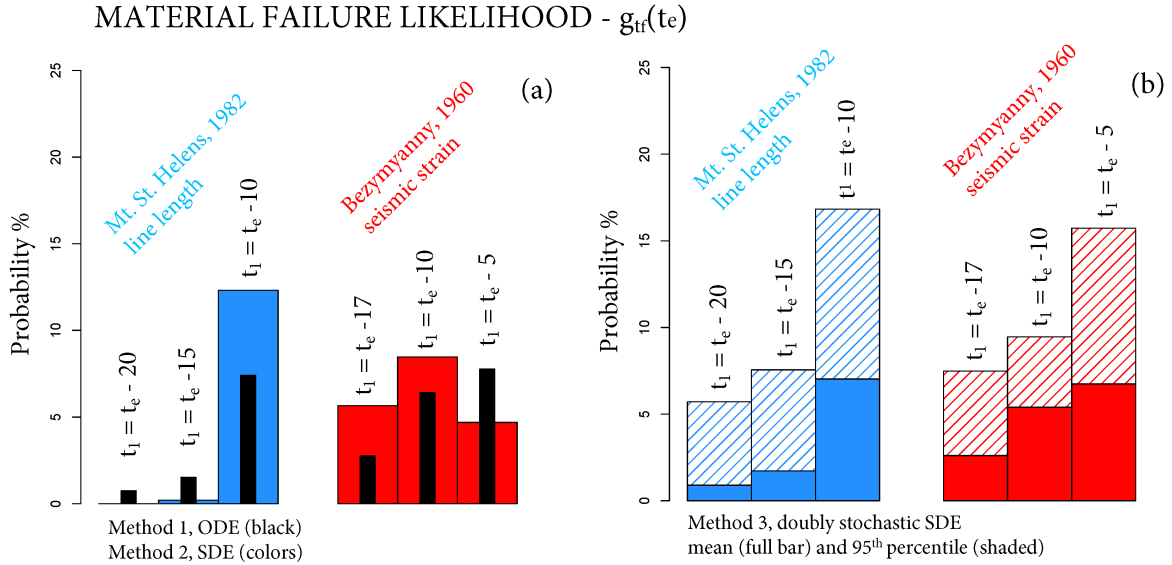 MATERIAL FAILURE LIKELIHOOD - gtf(te)
(a)
Probability %
0
5
10
15
20
25
Mt. St. Helens, 1982
line length
t1 = te - 20
t1 = te -15
t1 = te -10
Bezymyanny, 1960
seismic strain
t1 = te -17
t1 = te -10
t1 = te - 5
Method 1, ODE (black)
Method 2, SDE (colors)
(b)
Probability %
0
5
10
15
20
25
Mt. St. Helens, 1982
line length
t1 = te - 20
t1 = te -15
t1 = te -10
Bezymyanny, 1960
seismic strain
t1 = te -17
t1 = te -10
t1 = te - 5
Method 3, doubly stochastic SDE
mean (full bar) and 95th percentile (shaded)